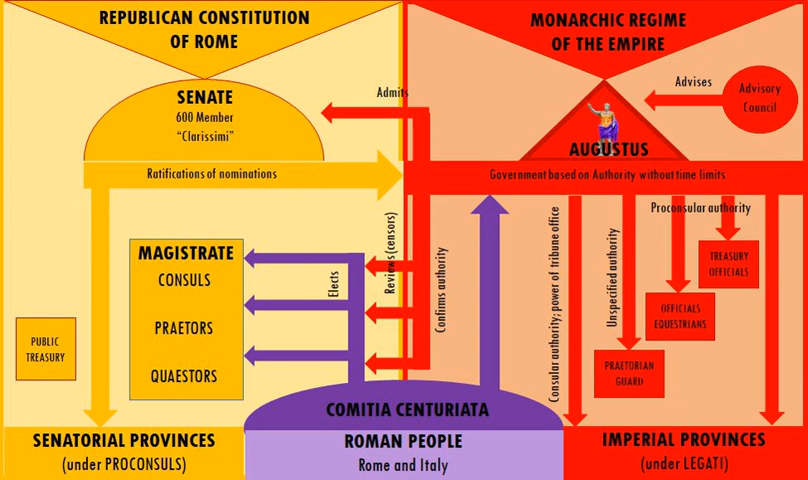 REPUBLICAN CONSTITUTION
OF ROME
MONARCHIC REGIME
OF THE EMPIRE
SENATE
600 Member
“Clarissimi”
Admits
Advises
Advisory
Council
AUGUSTUS
Ratifications of nominations
Government based on Authority without time limits
MAGISTRATE
CONSULS
PRAETORS
QUAESTORS
PUBLIC
TREASURY
Elects
Reviews (censors)
Confirms authority
Consular authority; power of tribune office
Unspecified authority
Proconsular authority
TREASURY
OFFICIALS
OFFICIALS
EQUESTRIANS
PRAETORIAN
GUARD
COMITIA CENTURIATA
SENATORIAL PROVINCES
(under PROCONSULS)
ROMAN PEOPLE
Rome and Italy
IMPERIAL PROVINCES
(under LEGATI)